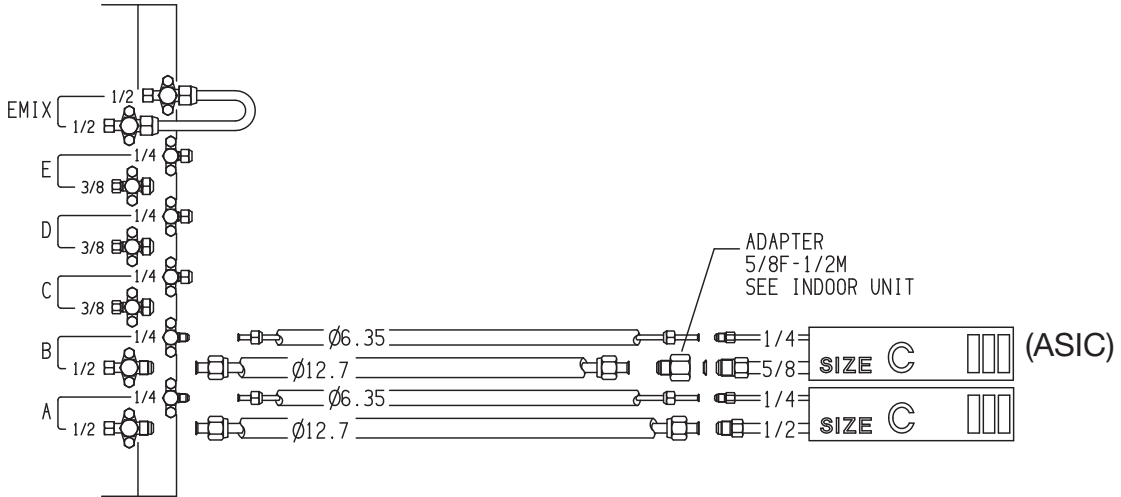 1/2
EMIX
1/2
1/4
E
3/8
1/4
D
3/8
ADAPTER
5/8F-1/2M
SEE INDOOR UNIT
1/4
C
3/8
1/4
Ø6.35
1/4
B
1/2
Ø12.7
5/8
SIZE C
(ASIC)
1/4
Ø6.35
1/4
A
1/2
Ø12.7
1/2
SIZE C